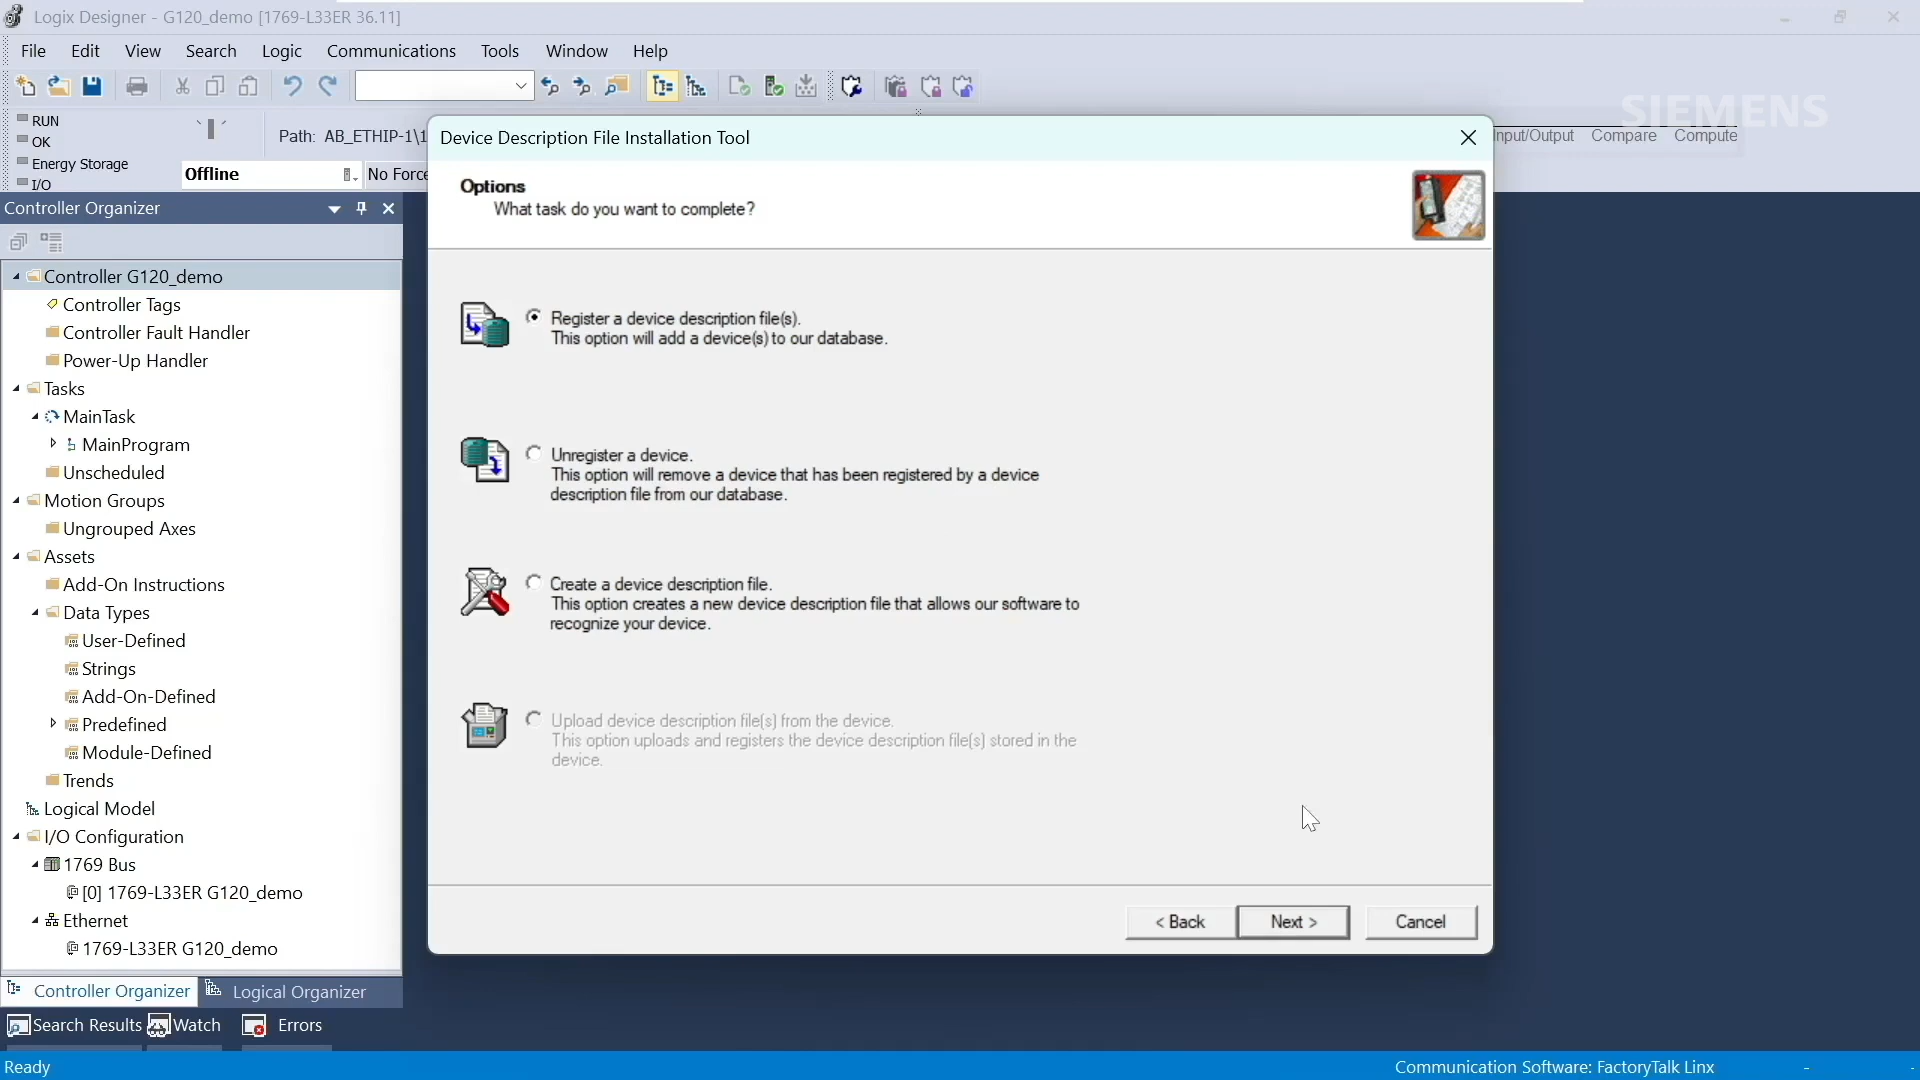 Logix Designer - G120_demo [1769-L33ER 36.11]
File Edit View Search Logic Communications Tools Window Help
SIEMENS
RUN
OK
Energy Storage
I/O
Path: AB_ETHIP-1\1
Offline
No Force
nput/Output Compare Compute
Controller Organizer
Controller G120_demo
Controller Tags
Controller Fault Handler
Power-Up Handler
Tasks
MainTask
MainProgram
Unscheduled
Motion Groups
Ungrouped Axes
Assets
Add-On Instructions
Data Types
User-Defined
Strings
Add-On-Defined
Predefined
Module-Defined
Trends
Logical Model
I/O Configuration
1769 Bus
[0] 1769-L33ER G120_demo
Ethernet
1769-L33ER G120_demo
Controller Organizer Logical Organizer
Search Results Watch Errors
Ready
Communication Software: FactoryTalk Linx
Device Description File Installation Tool
Options
What task do you want to complete?
Register a device description file(s).
This option will add a device(s) to our database.
Unregister a device.
This option will remove a device that has been registered by a device
description file from our database.
Create a device description file.
This option creates a new device description file that allows our software to
recognize your device.
Upload device description file(s) from the device.
This option uploads and registers the device description file(s) stored in the
device.
< Back Next > Cancel